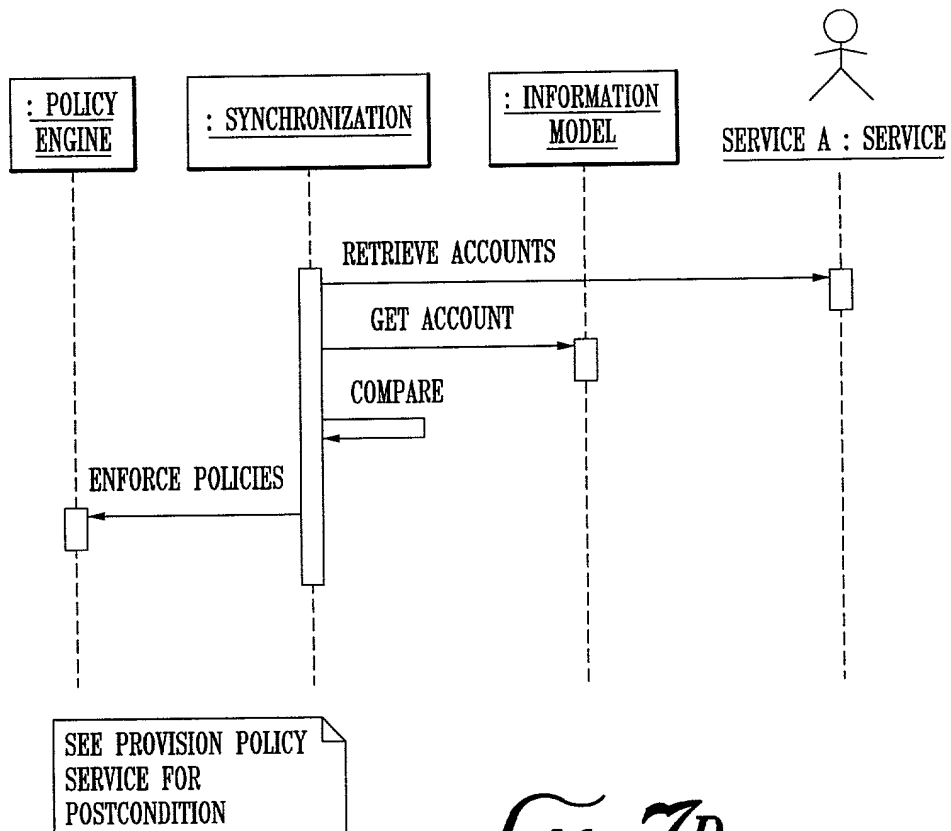 : POLICY
ENGINE
: SYNCHRONIZATION
: INFORMATION
MODEL
SERVICE A : SERVICE
RETRIEVE ACCOUNTS
GET ACCOUNT
COMPARE
ENFORCE POLICIES
SEE PROVISION POLICY
SERVICE FOR
POSTCONDITION